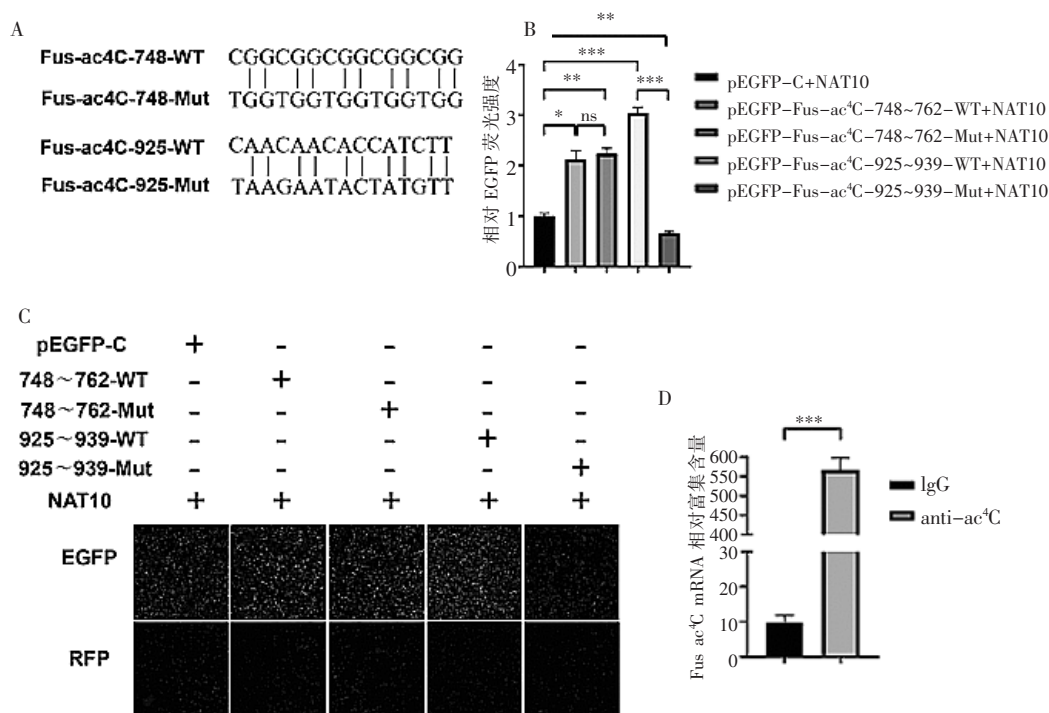 A
Fus-ac4C-748-WT CGGCGGCGGCGGCGG
Fus-ac4C-748-Mut TGGTGGTGGTGGTGG
Fus-ac4C-925-WT CAACAACACCATCTT
Fus-ac4C-925-Mut TAAGAATACTATGTT
B
**
***
** ***
* ns
相对 EGFP 荧光强度
4
3
2
1
0
pEGFP-C+NAT10
pEGFP-Fus-ac⁴C-748~762-WT+NAT10
pEGFP-Fus-ac⁴C-748~762-Mut+NAT10
pEGFP-Fus-ac⁴C-925~939-WT+NAT10
pEGFP-Fus-ac⁴C-925~939-Mut+NAT10
C
pEGFP-C + - - - -
748~762-WT - + - - -
748~762-Mut - - + - -
925~939-WT - - - + -
925~939-Mut - - - - +
NAT10 + + + + +
EGFP
RFP
D
***
Fus ac⁴C mRNA 相对富集含量
600
550
500
450
400
30
20
10
0
IgG
anti-ac⁴C